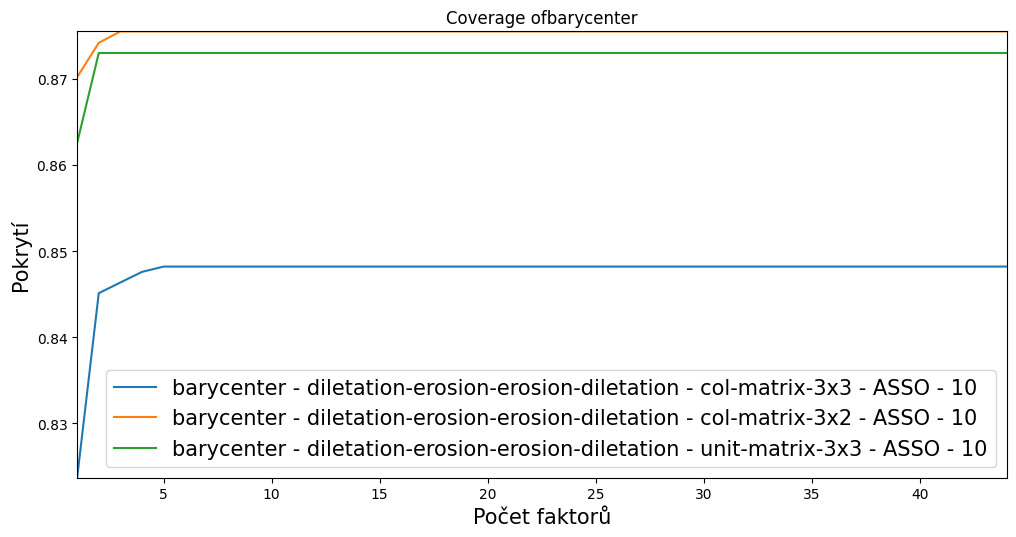 Coverage ofbarycenter
Pokrytí
0.87
0.86
0.85
0.84
0.83
barycenter - diletation-erosion-erosion-diletation - col-matrix-3x3 - ASSO - 10
barycenter - diletation-erosion-erosion-diletation - col-matrix-3x2 - ASSO - 10
barycenter - diletation-erosion-erosion-diletation - unit-matrix-3x3 - ASSO - 10
5 10 15 20 25 30 35 40
Počet faktorů